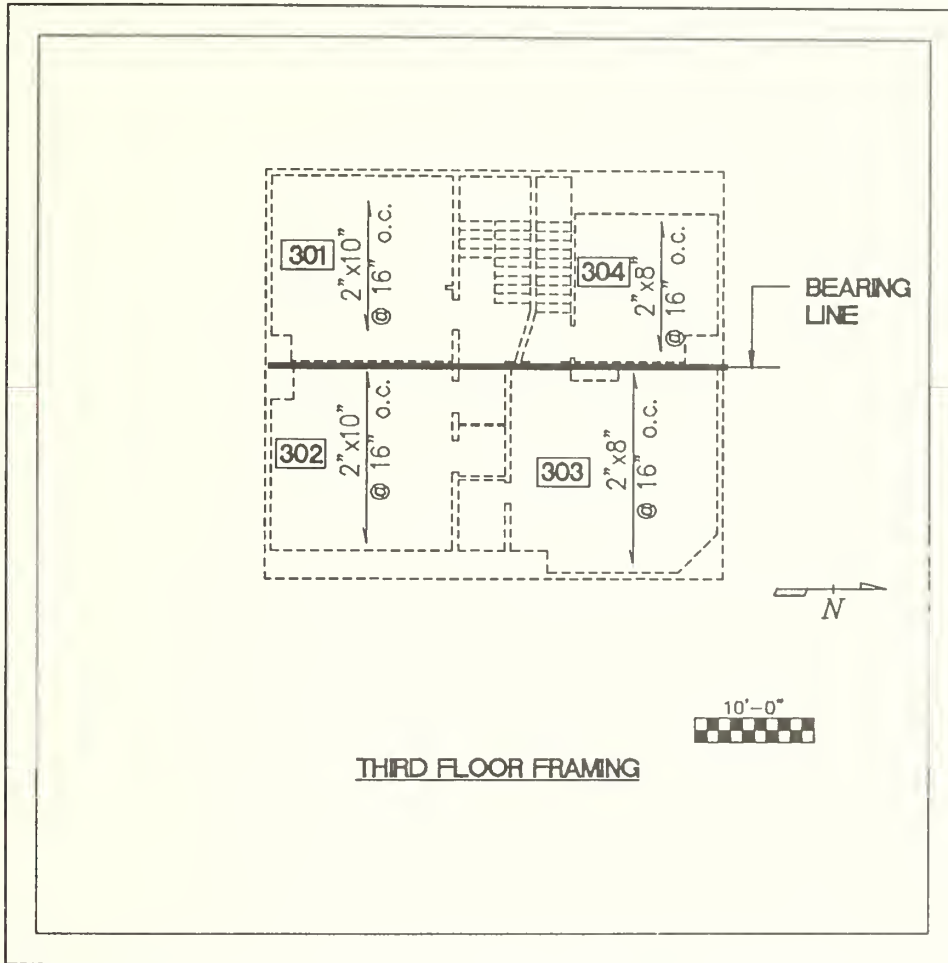 301
2"x10"
@ 16" o.c.
304
2"x8"
@ 16" o.c.
BEARING
LINE
302
2"x10"
@ 16" o.c.
303
2"x8"
@ 16" o.c.
N
10'-0"
THIRD FLOOR FRAMING